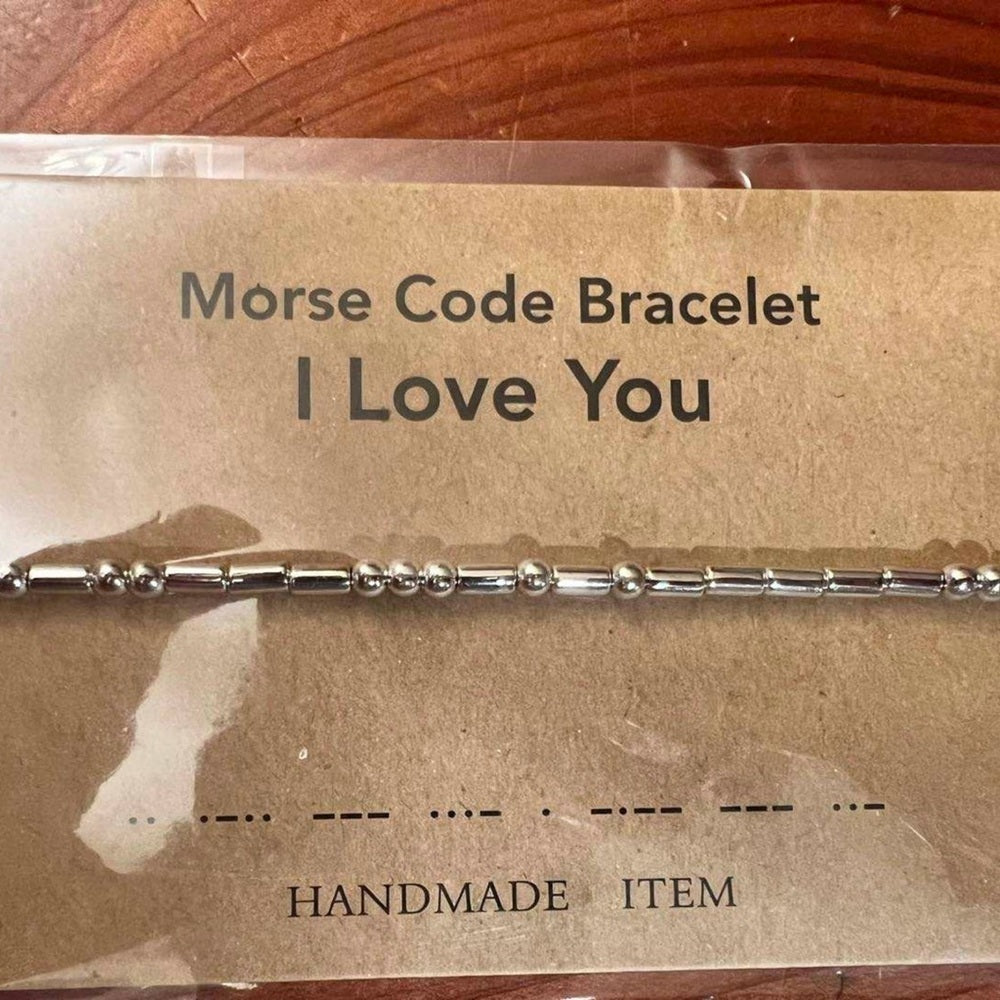 Morse Code Bracelet
I Love You
.. .-.. --- ...- . -.-- --- ..-
HANDMADE ITEM